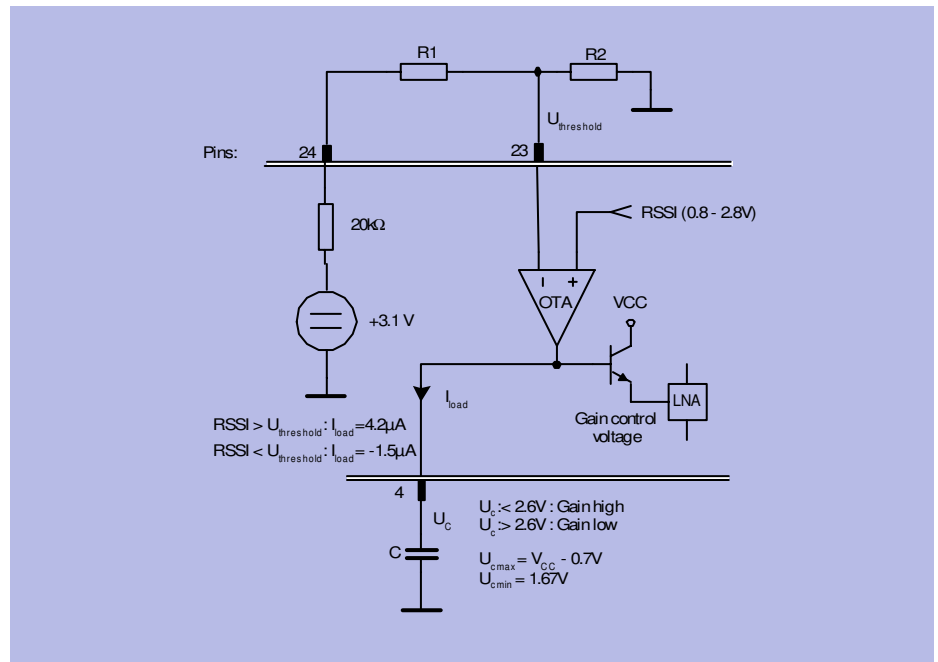 R1
R2
Uthreshold
Pins:
24
23
RSSI (0.8 - 2.8V)
20kΩ
OTA
VCC
+3.1 V
LNA
Iload
Gain control
voltage
RSSI > Uthreshold: Iload=4.2µA
RSSI < Uthreshold: Iload= -1.5µA
4
Uc:< 2.6V : Gain high
Uc:> 2.6V : Gain low
UC
C
Ucmax= VCC - 0.7V
Ucmin = 1.67V